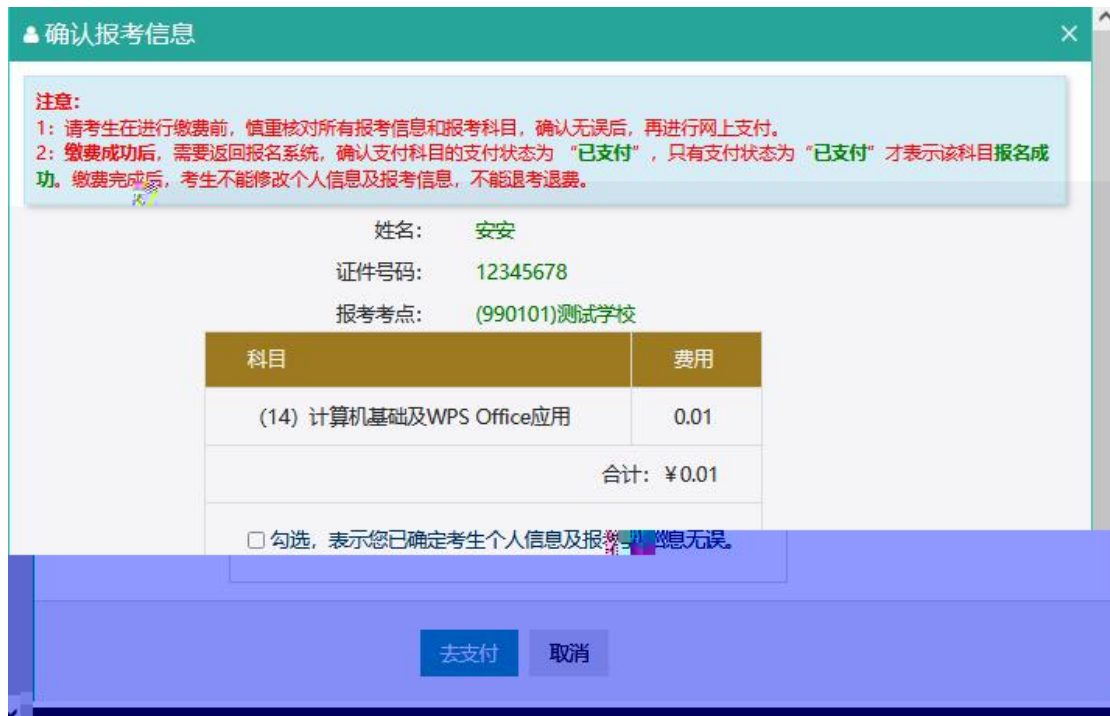 确认报考信息 ×
注意：
1：请考生在进行缴费前，慎重核对所有报考信息和报考科目，确认无误后，再进行网上支付。
2：缴费成功后，需要返回报名系统，确认支付科目的支付状态为 “已支付”，只有支付状态为 “已支付” 才表示该科目报名成
功。缴费完成后，考生不能修改个人信息及报考信息，不能退考退费。
姓名： 安安
证件号码： 12345678
报考考点： (990101)测试学校
科目 费用
（14）计算机基础及WPS Office应用 0.01
合计：￥0.01
勾选，表示您已确定考生个人信息及报 息无误。
去支付 取消